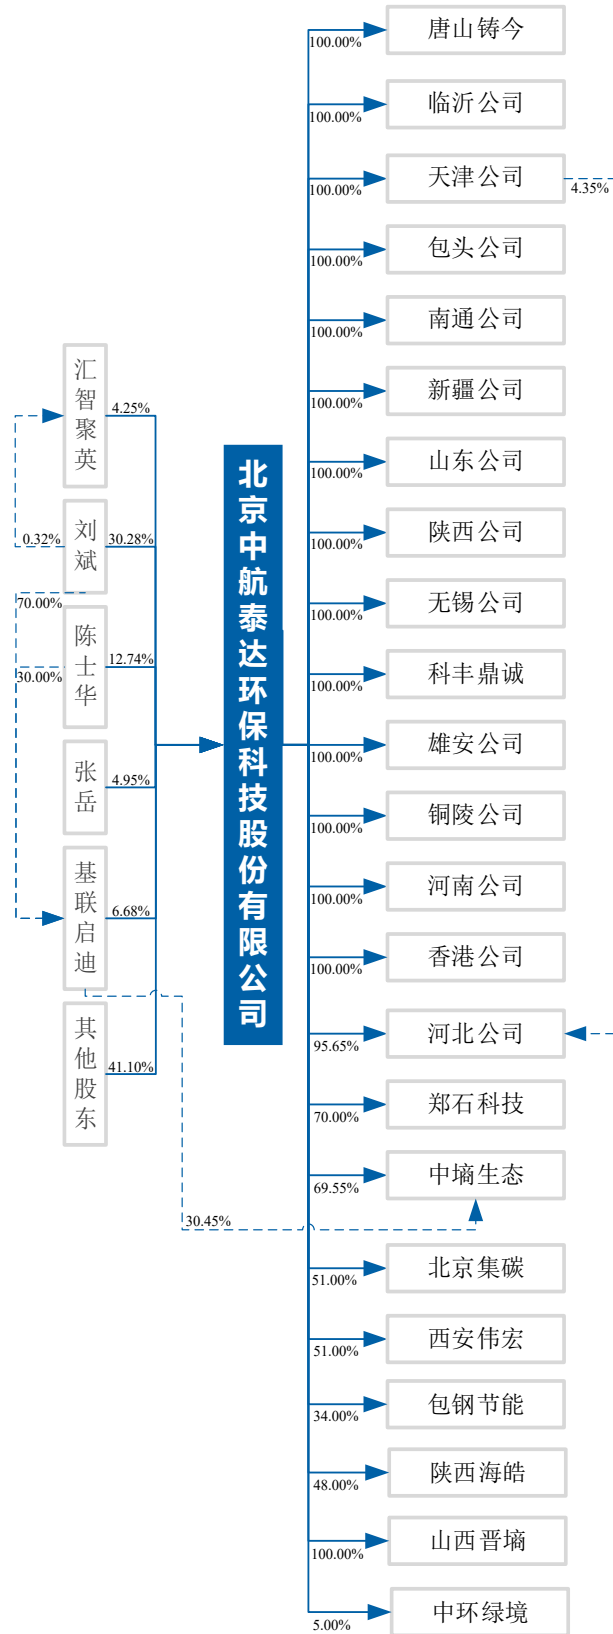 汇智聚英
4.25%
刘斌
0.32%
30.28%
70.00%
陈士华
12.74%
30.00%
张岳
4.95%
基联启迪
6.68%
其他股东
41.10%
北京中航泰达环保科技股份有限公司
100.00%
唐山铸今
100.00%
临沂公司
100.00%
天津公司
4.35%
100.00%
包头公司
100.00%
南通公司
100.00%
新疆公司
100.00%
山东公司
100.00%
陕西公司
100.00%
无锡公司
100.00%
科丰鼎诚
100.00%
雄安公司
100.00%
铜陵公司
100.00%
河南公司
100.00%
香港公司
95.65%
河北公司
70.00%
郑石科技
69.55%
中墒生态
30.45%
51.00%
北京集碳
51.00%
西安伟宏
34.00%
包钢节能
48.00%
陕西海皓
100.00%
山西晋墒
5.00%
中环绿境